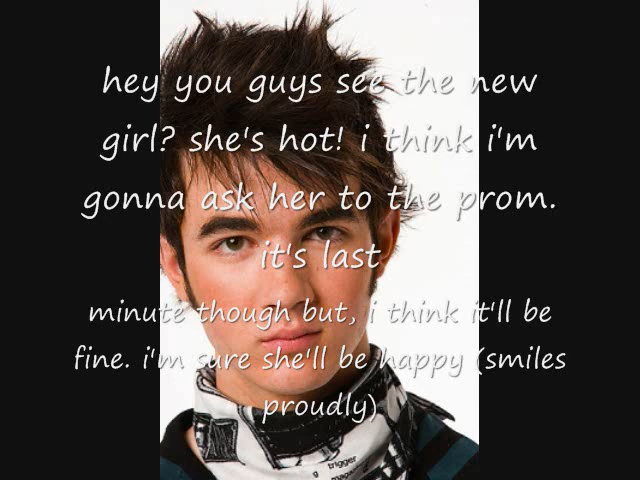 hey you guys see the new
girl? she's hot! i think i'm
gonna ask her to the prom.
it's last
minute though but, i think it'll be
fine. i'm sure she'll be happy (smiles
proudly)
g trigger